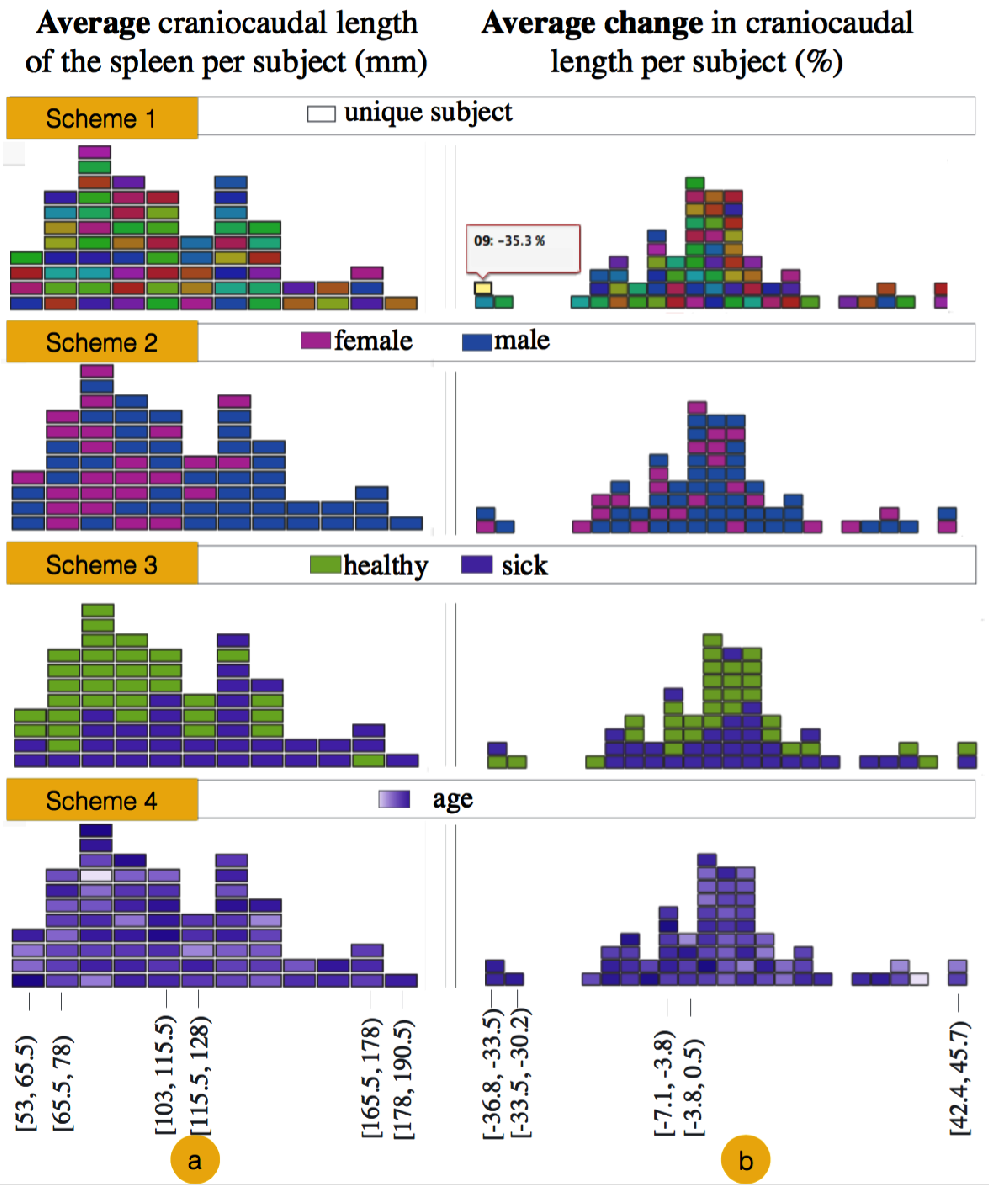 Average craniocaudal length
of the spleen per subject (mm)
Average change in craniocaudal
length per subject (%)
Scheme 1
unique subject
09: -35.3 %
Scheme 2
female
male
Scheme 3
healthy
sick
Scheme 4
age
[53, 65.5)
[65.5, 78)
[103, 115.5)
[115.5, 128)
[165.5, 178)
[178, 190.5)
[-36.8, -33.5)
[-33.5, -30.2)
[-7.1, -3.8)
[-3.8, 0.5)
[42.4, 45.7)
a
b